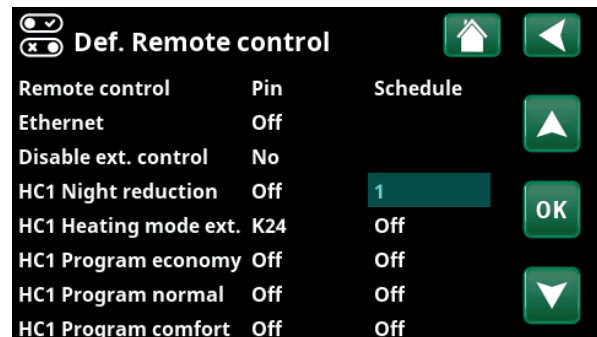 Def. Remote control
Remote control Pin Schedule
Ethernet Off
Disable ext. control No
HC1 Night reduction Off 1
OK
HC1 Heating mode ext. K24 Off
HC1 Program economy Off Off
HC1 Program normal Off Off
HC1 Program comfort Off Off